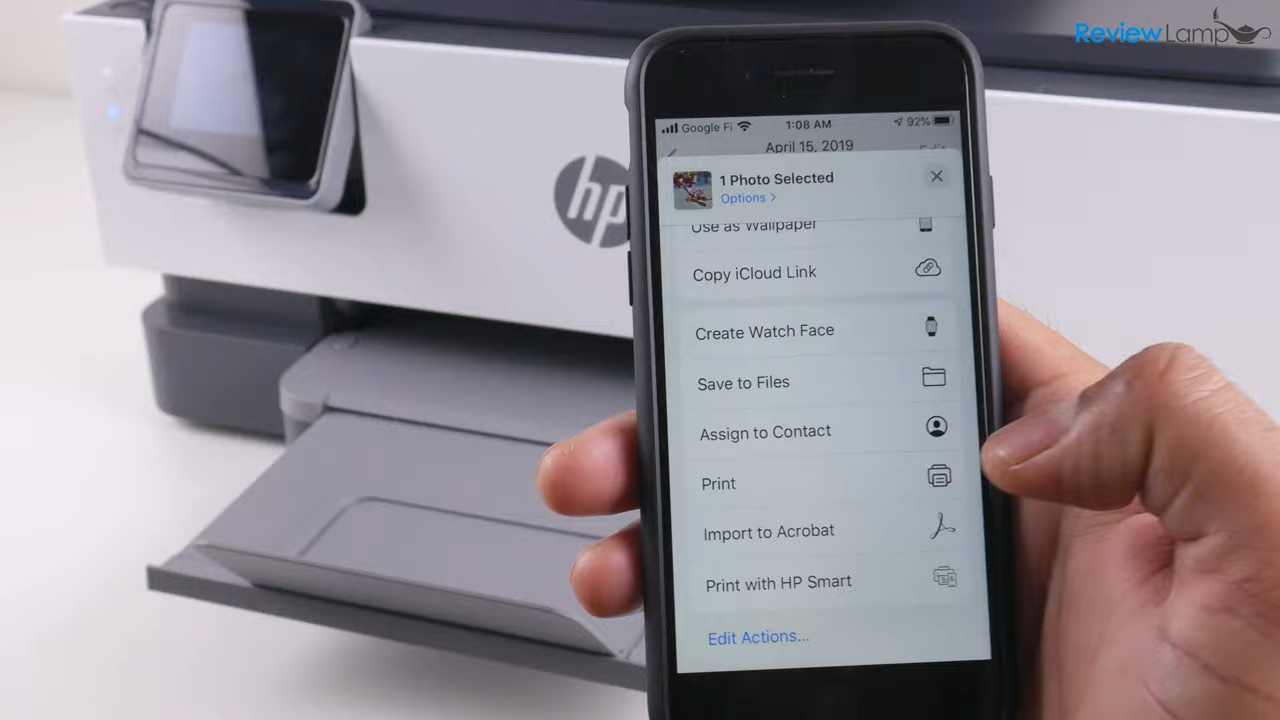 ReviewLamp
hp
Google Fi 1:08 AM 92%
April 15, 2019
Edit
1 Photo Selected
Options >
Use as Wallpaper
Copy iCloud Link
Create Watch Face
Save to Files
Assign to Contact
Print
Import to Acrobat
Print with HP Smart
Edit Actions...